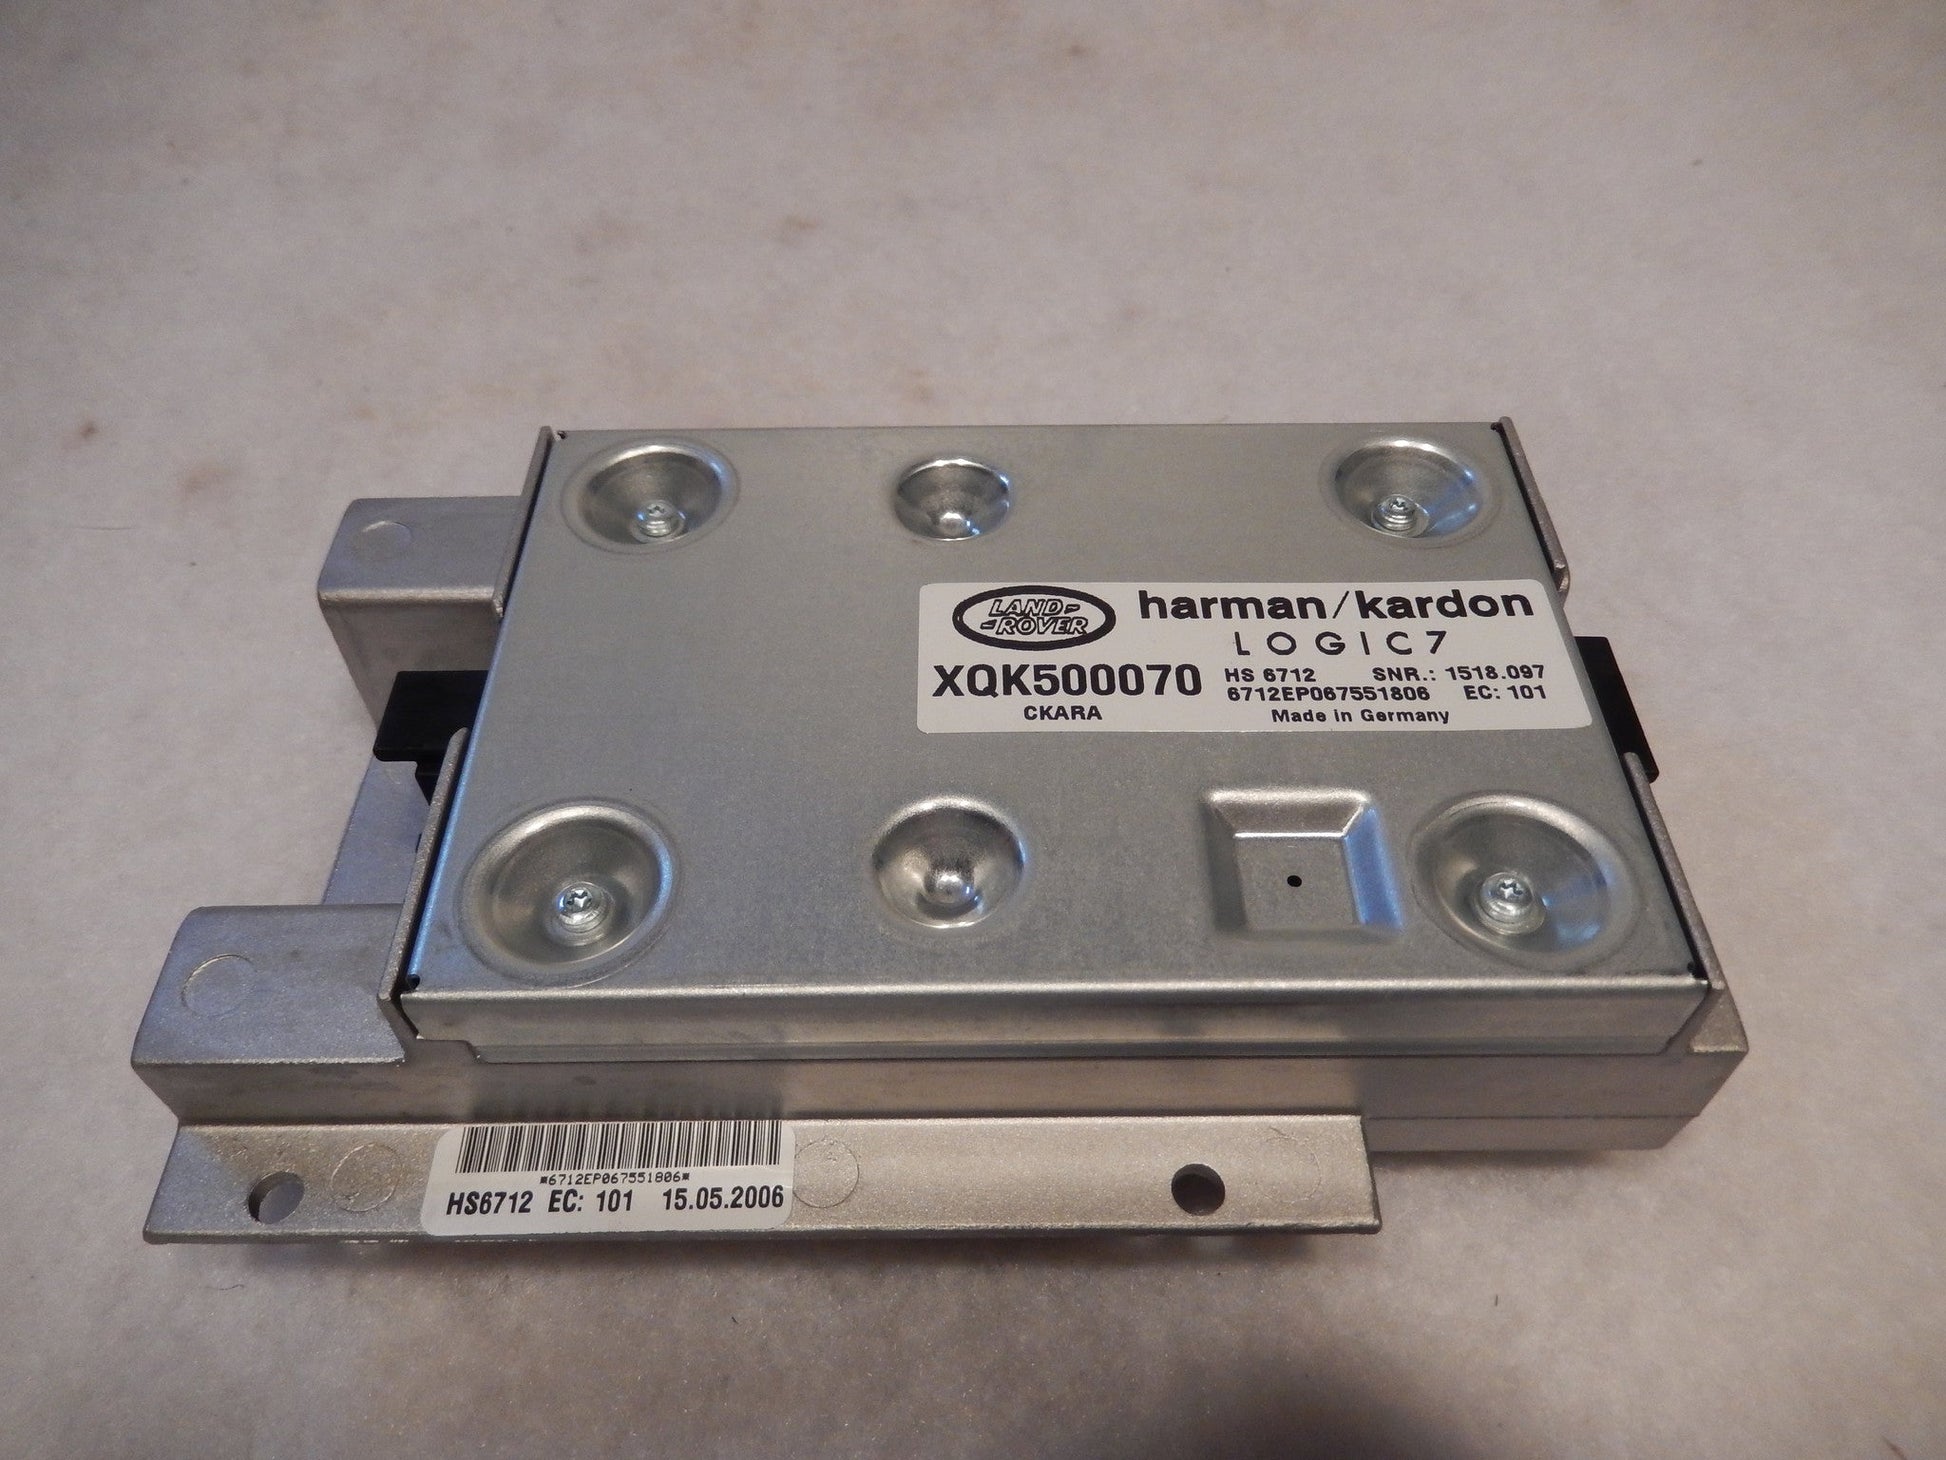 LAND-
-ROVER
harman/kardon
LOGIC7
XQK500070
CKARA
HS 6712 SNR.: 1518.097
6712EP067551806 EC: 101
Made in Germany
*6712EP067551806*
HS6712 EC: 101 15.05.2006